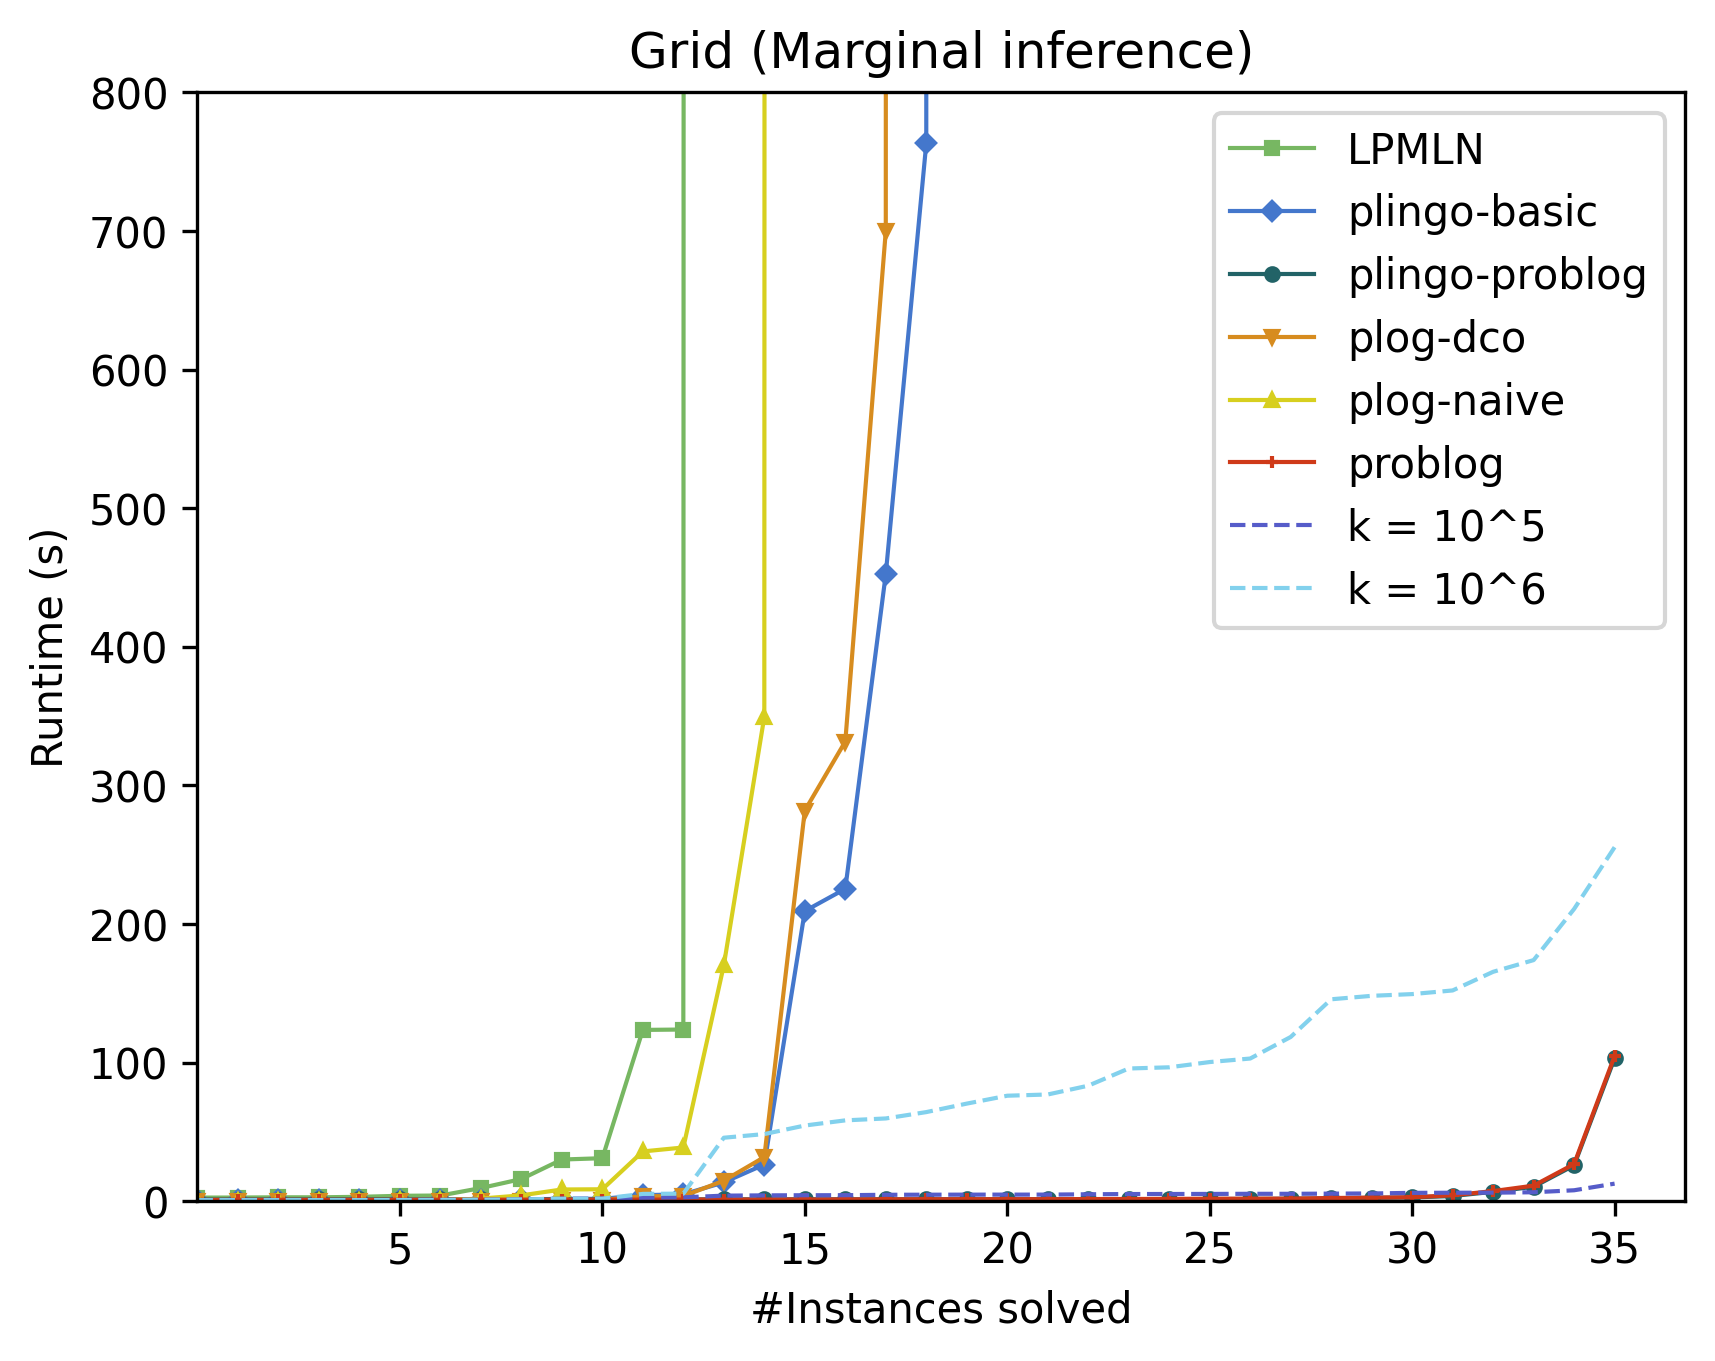 Grid (Marginal inference)
800
700
600
500
400
300
200
100
0
Runtime (s)
5
10
15
20
25
30
35
#Instances solved
LPMLN
plingo-basic
plingo-problog
plog-dco
plog-naive
problog
k = 10^5
k = 10^6